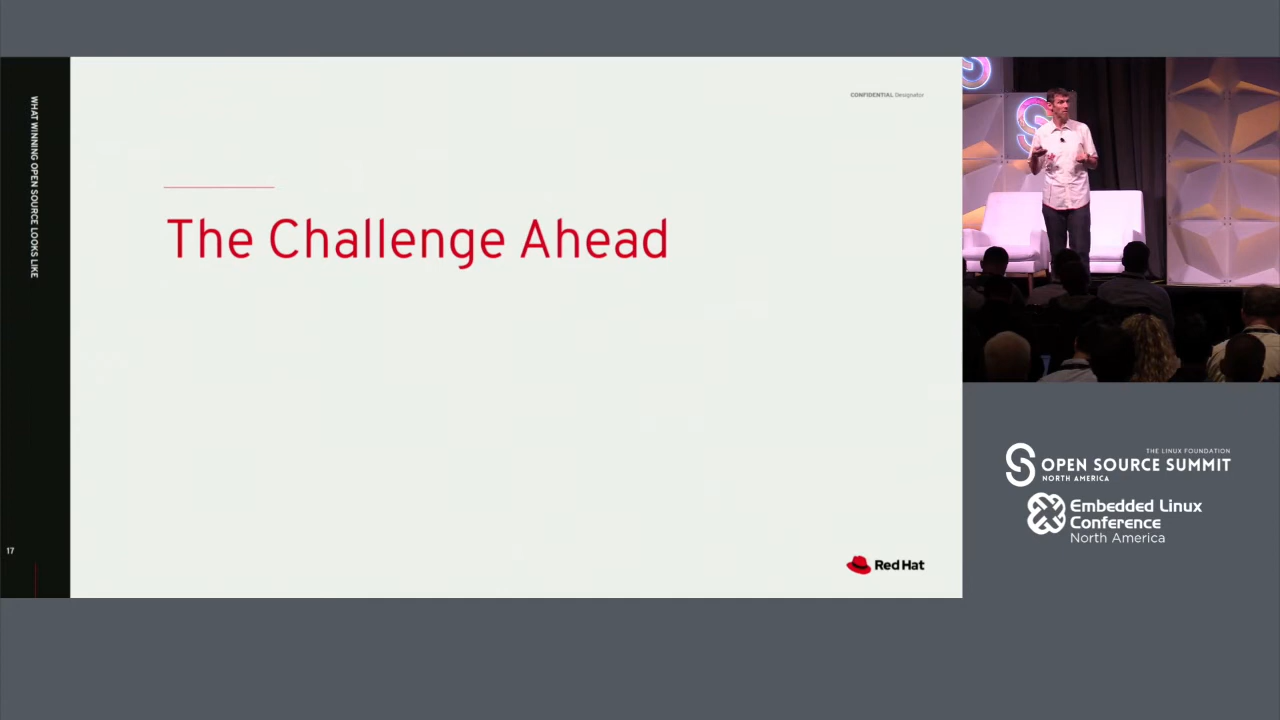 WHAT WINNING OPEN SOURCE LOOKS LIKE
CONFIDENTIAL Designator
The Challenge Ahead
17
Red Hat
THE LINUX FOUNDATION
OPEN SOURCE SUMMIT
NORTH AMERICA
Embedded Linux
Conference
North America